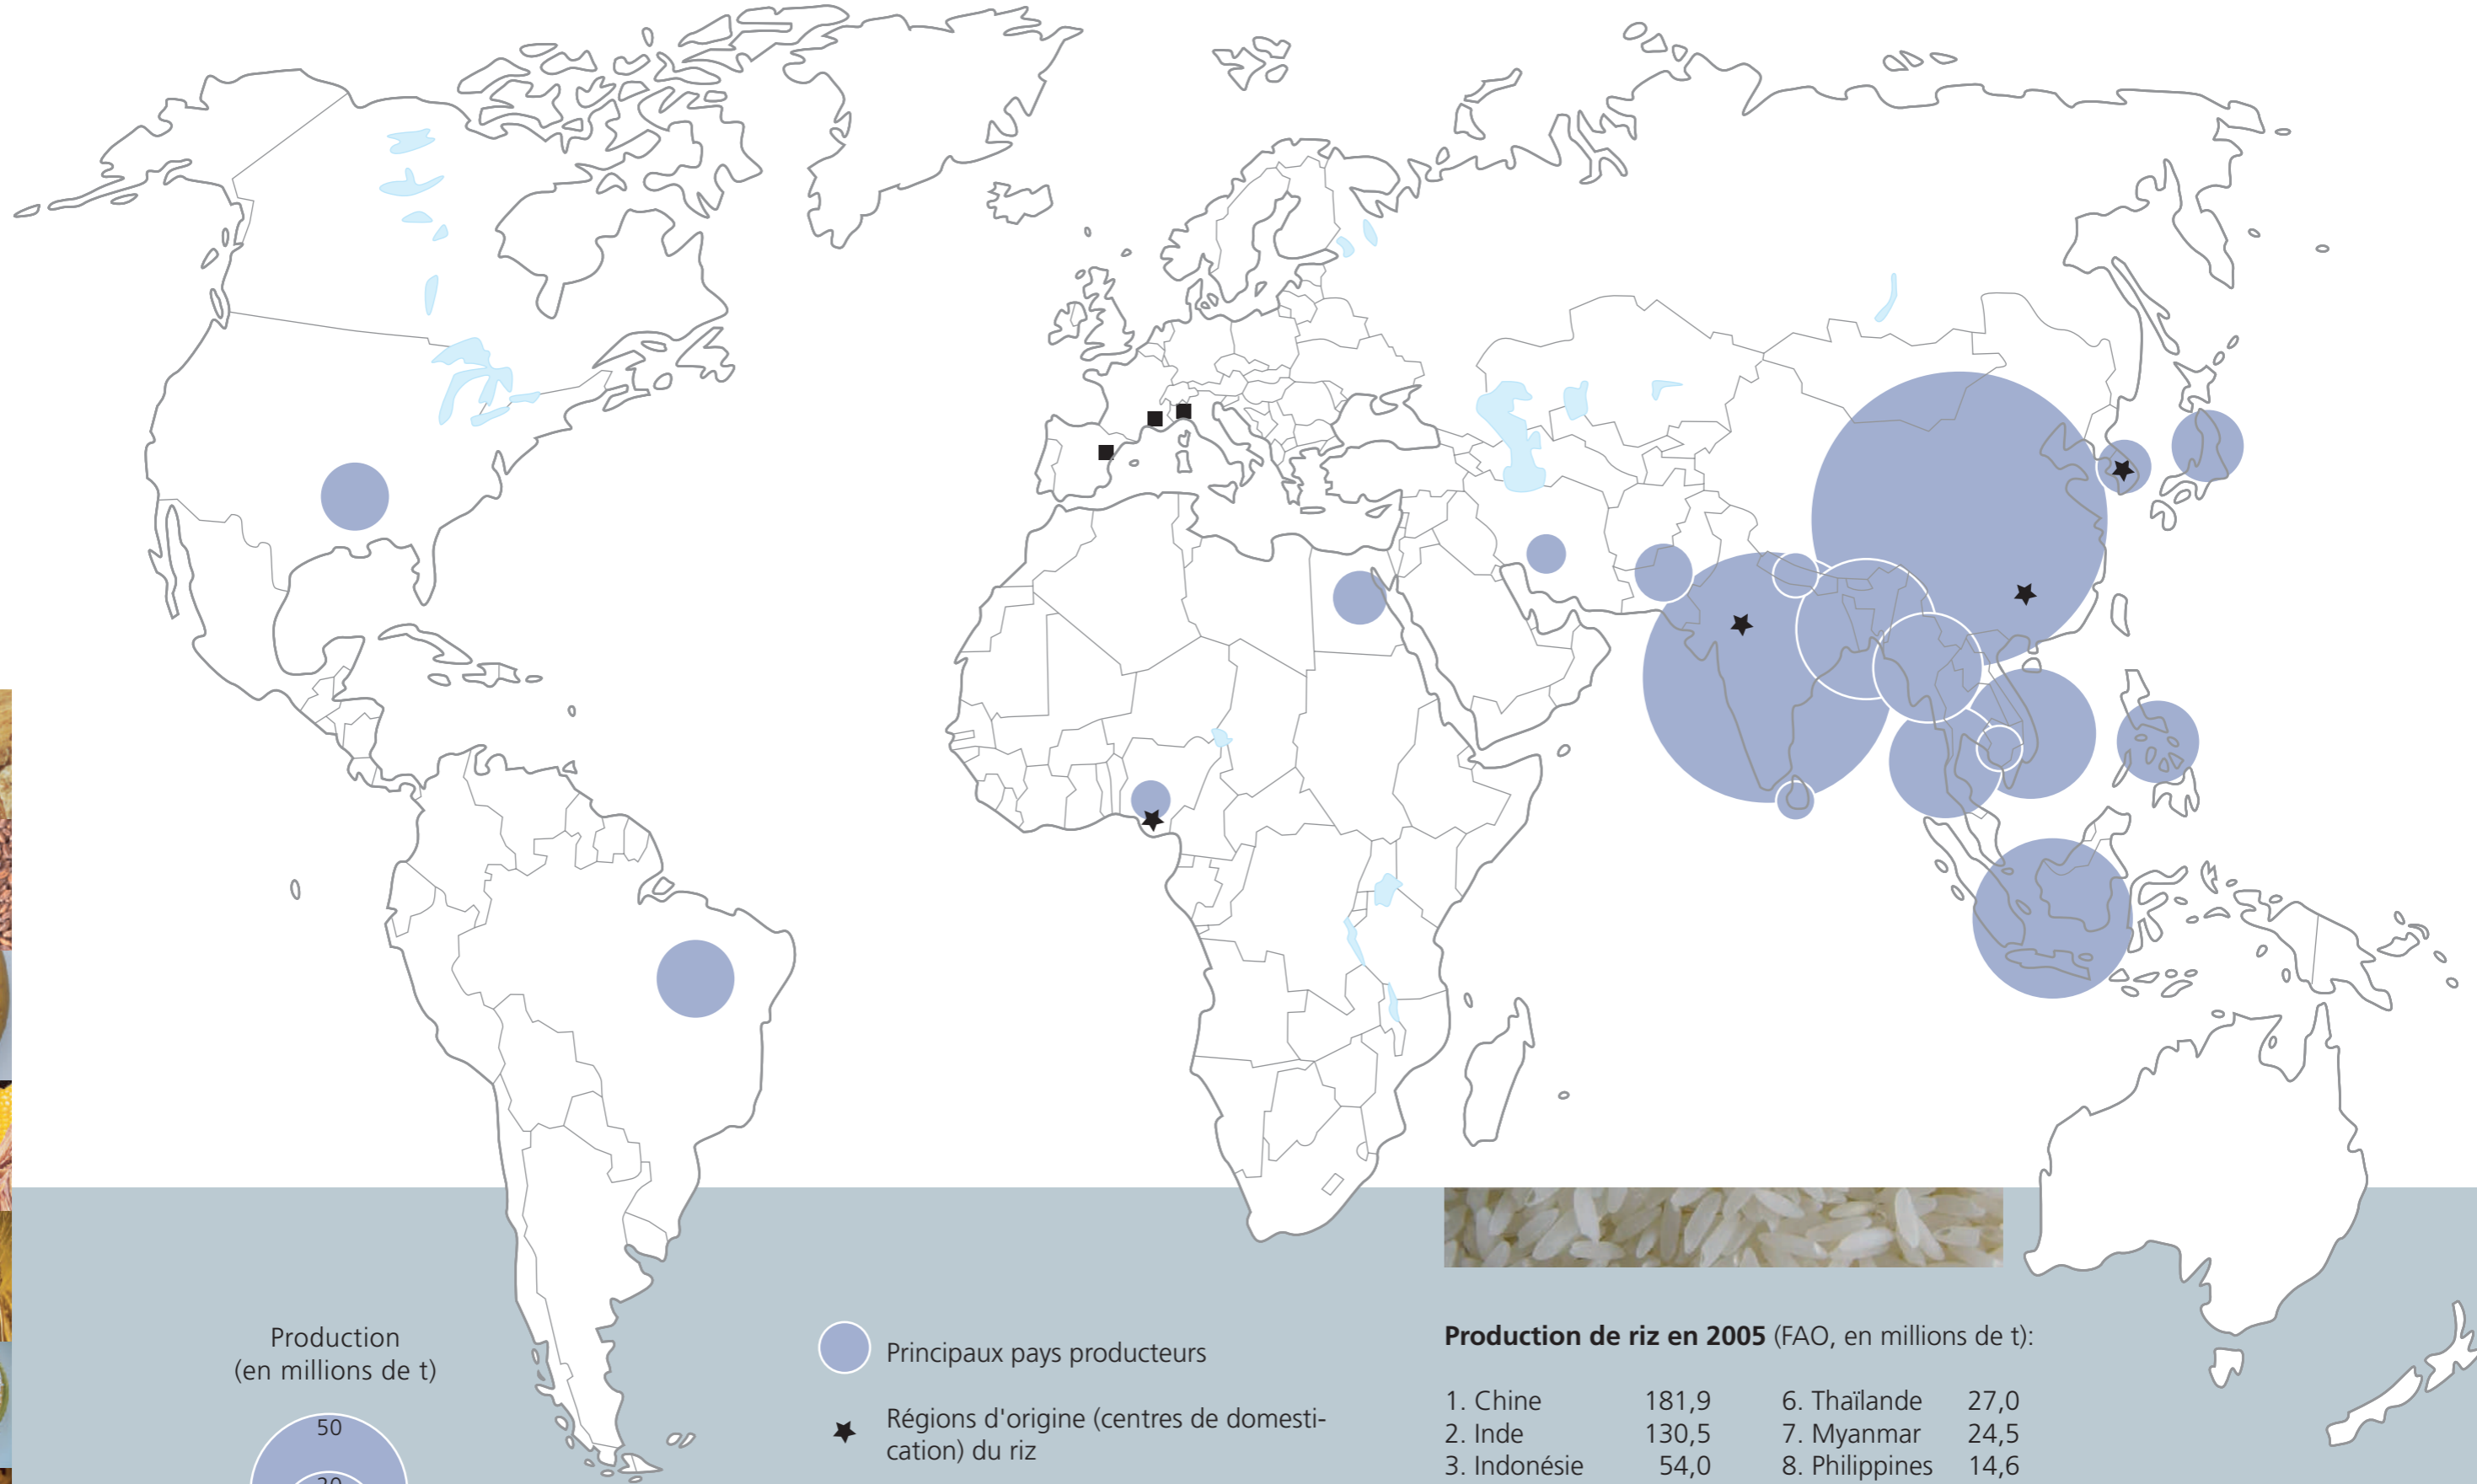 Production
(en millions de t)
50
Principaux pays producteurs
Régions d'origine (centres de domesti-
cation) du riz
Production de riz en 2005 (FAO, en millions de t):
1. Chine 181,9 6. Thaïlande 27,0
2. Inde 130,5 7. Myanmar 24,5
3. Indonésie 54,0 8. Philippines 14,6